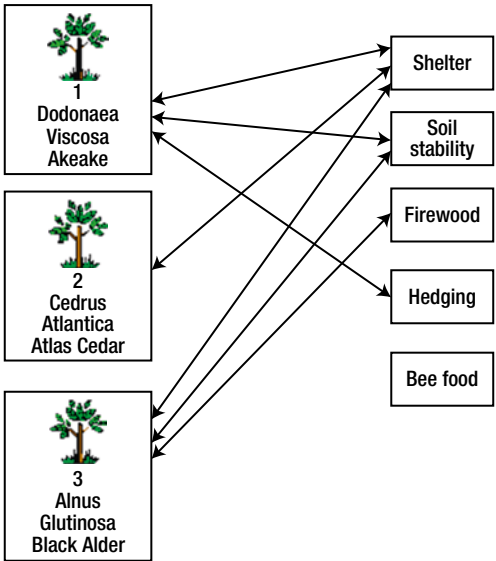 1
Dodonaea
Viscosa
Akeake
2
Cedrus
Atlantica
Atlas Cedar
3
Alnus
Glutinosa
Black Alder
Shelter
Soil
stability
Firewood
Hedging
Bee food